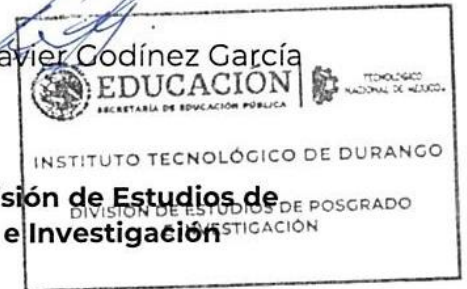 avier Godínez García
EDUCACIÓN
SECRETARÍA DE EDUCACIÓN PÚBLICA
TECNOLÓGICO
NACIONAL DE MÉXICO
INSTITUTO TECNOLÓGICO DE DURANGO
sión de Estudios de
DIVISIÓN DE ESTUDIOS DE POSGRADO
e Investigación
E INVESTIGACIÓN